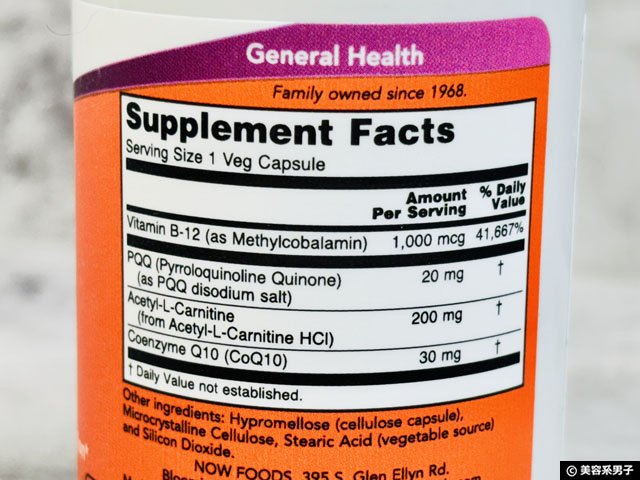 General Health
Family owned since 1968.
Supplement Facts
Serving Size 1 Veg Capsule
Amount
Per Serving
% Daily
Value
Vitamin B-12 (as Methylcobalamin) 1,000 mcg 41,667%
PQQ (Pyrroloquinoline Quinone) 20 mg †
(as PQQ disodium salt)
Acetyl-L-Carnitine 200 mg †
(from Acetyl-L-Carnitine HCl)
Coenzyme Q10 (CoQ10) 30 mg †
† Daily Value not established.
Other ingredients: Hypromellose (cellulose capsule),
Microcrystalline Cellulose, Stearic Acid (vegetable source)
and Silicon Dioxide.
NOW FOODS, 395 S. Glen Ellyn Rd.
© 美容系男子